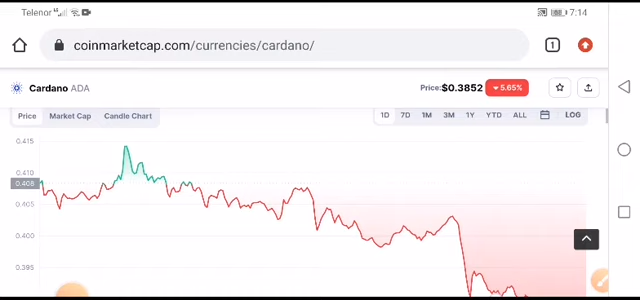 Telenor 7:14
coinmarketcap.com/currencies/cardano/ 1
Cardano ADA Price:$0.3852 5.65%
Price Market Cap Candle Chart 1D 7D 1M 3M 1Y YTD ALL LOG
0.415
0.410
0.408
0.405
0.400
0.395